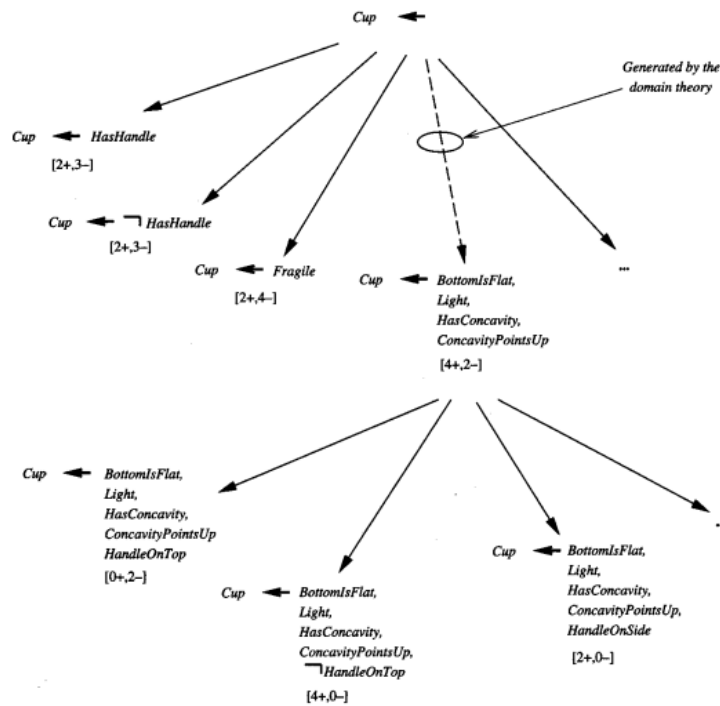 Cup ←
Generated by the
domain theory
Cup ← HasHandle
[2+,3–]
Cup ← ¬HasHandle
[2+,3–]
Cup ← Fragile
[2+,4–]
Cup ← BottomIsFlat,
Light,
HasConcavity,
ConcavityPointsUp
[4+,2–]
...
Cup ← BottomIsFlat,
Light,
HasConcavity,
ConcavityPointsUp
HandleOnTop
[0+,2–]
Cup ← BottomIsFlat,
Light,
HasConcavity,
ConcavityPointsUp,
¬HandleOnTop
[4+,0–]
Cup ← BottomIsFlat,
Light,
HasConcavity,
ConcavityPointsUp,
HandleOnSide
[2+,0–]